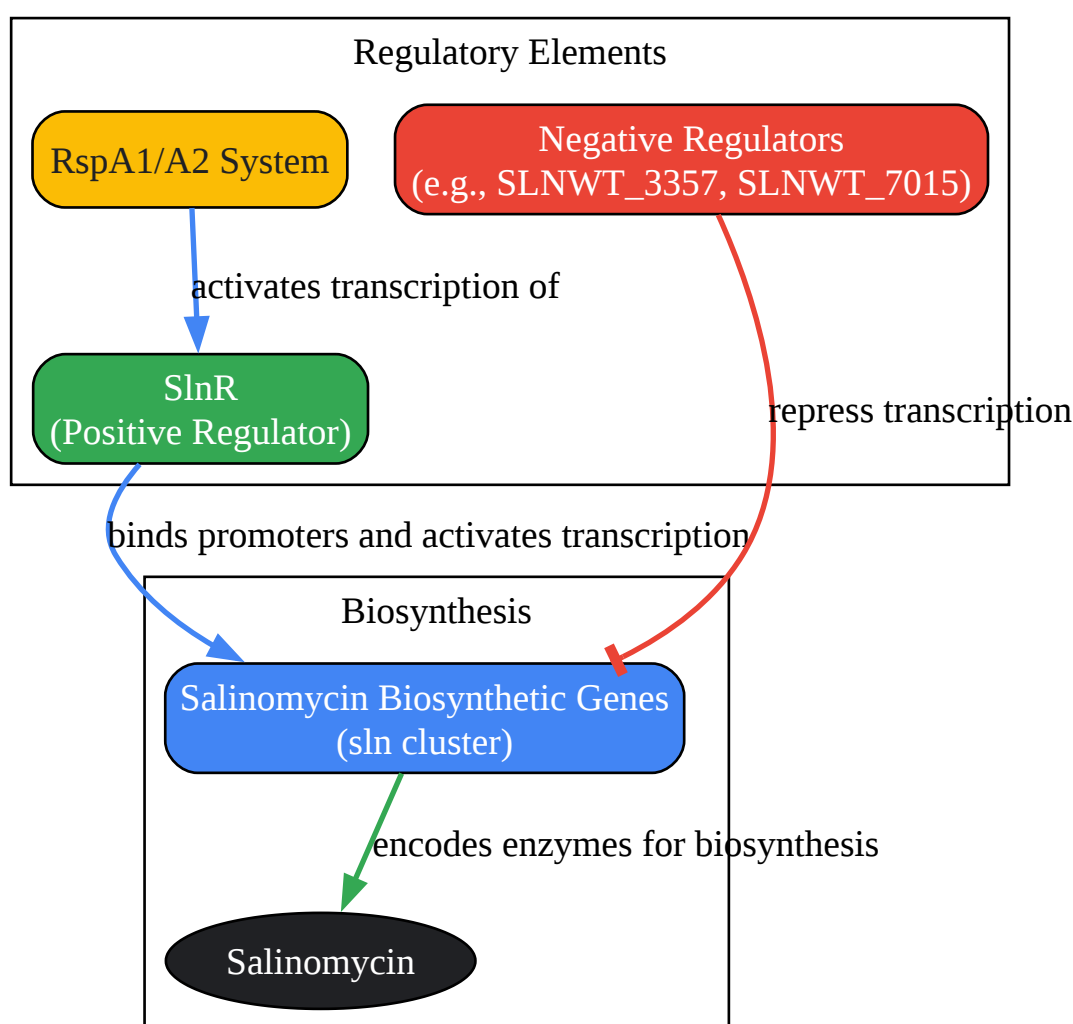 Regulatory Elements
RspA1/A2 System
Negative Regulators
(e.g., SLNWT_3357, SLNWT_7015)
activates transcription of
SlnR
(Positive Regulator)
repress transcription
binds promoters and activates transcription
Biosynthesis
Salinomycin Biosynthetic Genes
(sln cluster)
encodes enzymes for biosynthesis
Salinomycin